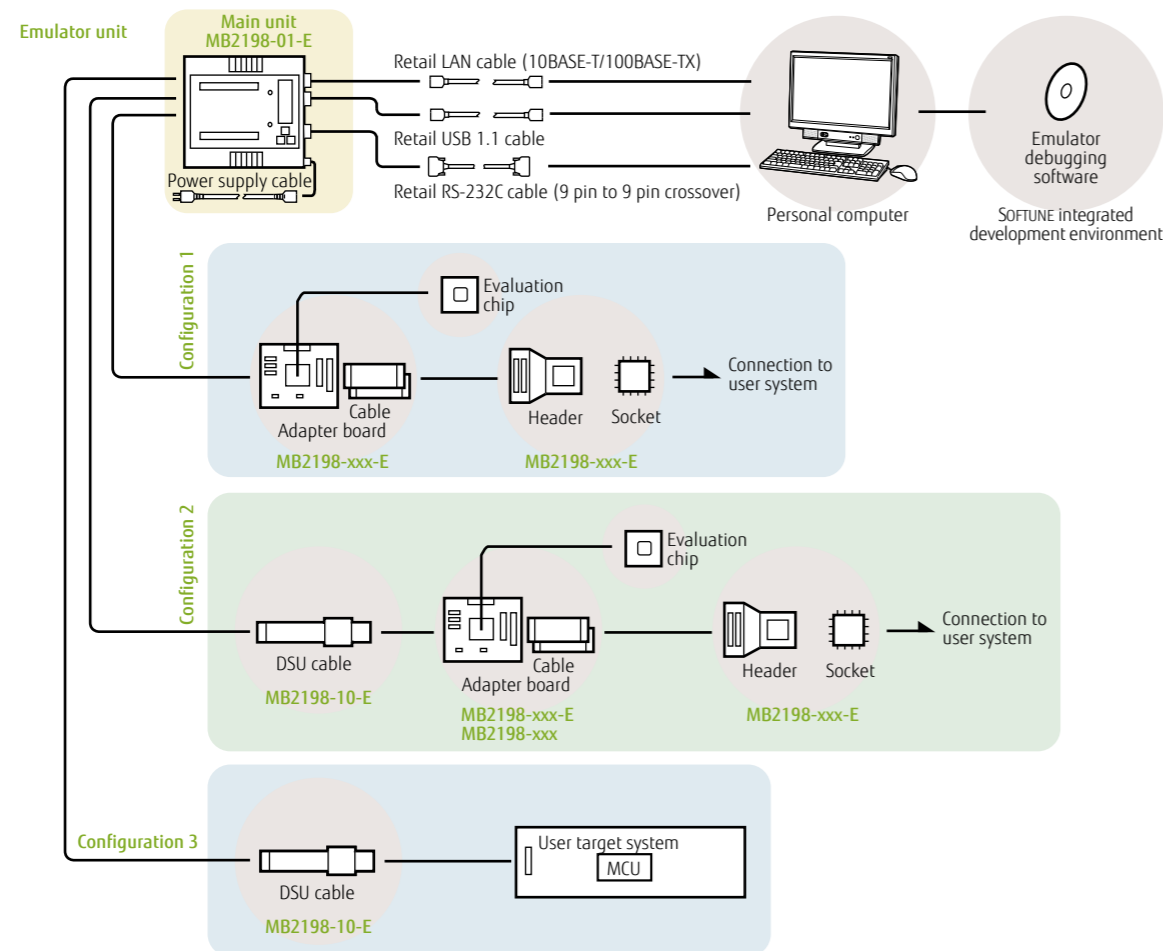 Emulator unit
Main unit
MB2198-01-E
Power supply cable
Retail LAN cable (10BASE-T/100BASE-TX)
Retail USB 1.1 cable
Retail RS-232C cable (9 pin to 9 pin crossover)
Personal computer
Emulator
debugging
software
SOFTUNE integrated
development environment
Configuration 1
Evaluation
chip
Cable
Adapter board
MB2198-xxx-E
Header
Socket
MB2198-xxx-E
Connection to
user system
Configuration 2
DSU cable
MB2198-10-E
Evaluation
chip
Cable
Adapter board
MB2198-xxx-E
MB2198-xxx
Header
Socket
MB2198-xxx-E
Connection to
user system
Configuration 3
DSU cable
MB2198-10-E
User target system
MCU